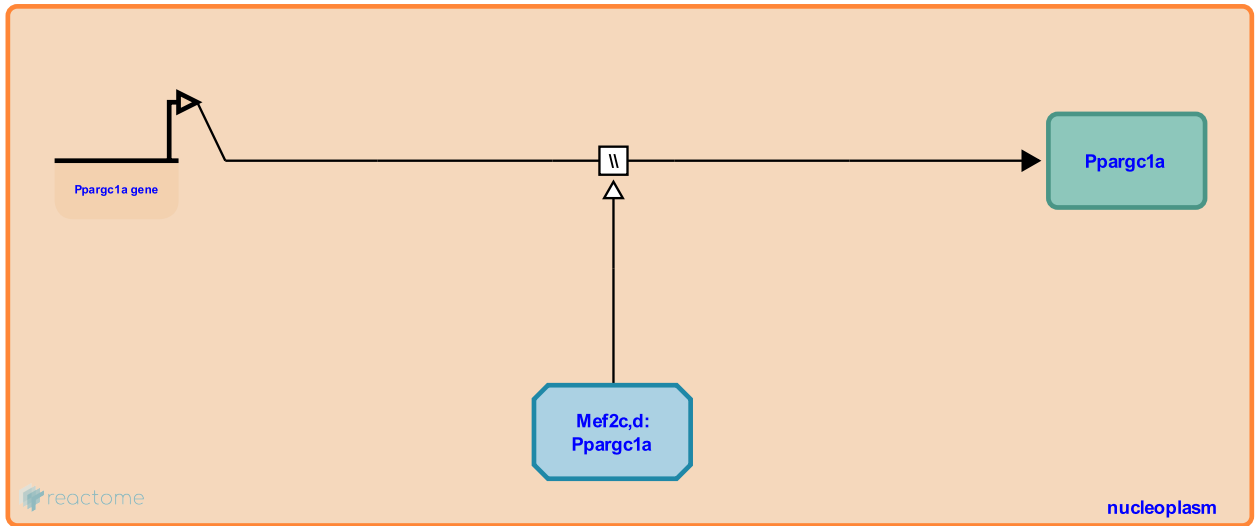 Ppargc1a gene
\\
Ppargc1a
Mef2c,d:
Ppargc1a
reactome
nucleoplasm